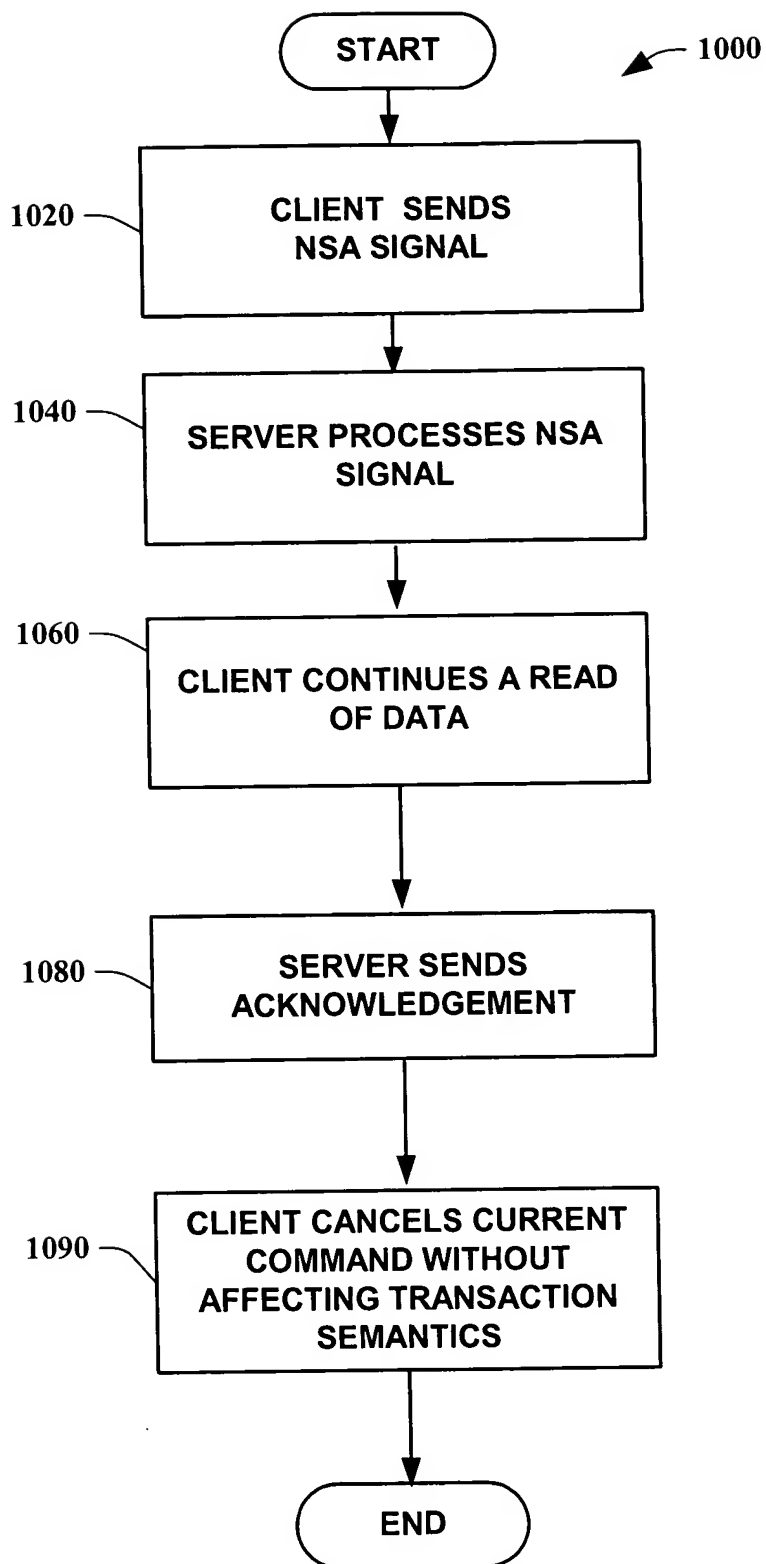 START
1000
1020
CLIENT SENDS
NSA SIGNAL
1040
SERVER PROCESSES NSA
SIGNAL
1060
CLIENT CONTINUES A READ
OF DATA
1080
SERVER SENDS
ACKNOWLEDGEMENT
1090
CLIENT CANCELS CURRENT
COMMAND WITHOUT
AFFECTING TRANSACTION
SEMANTICS
END